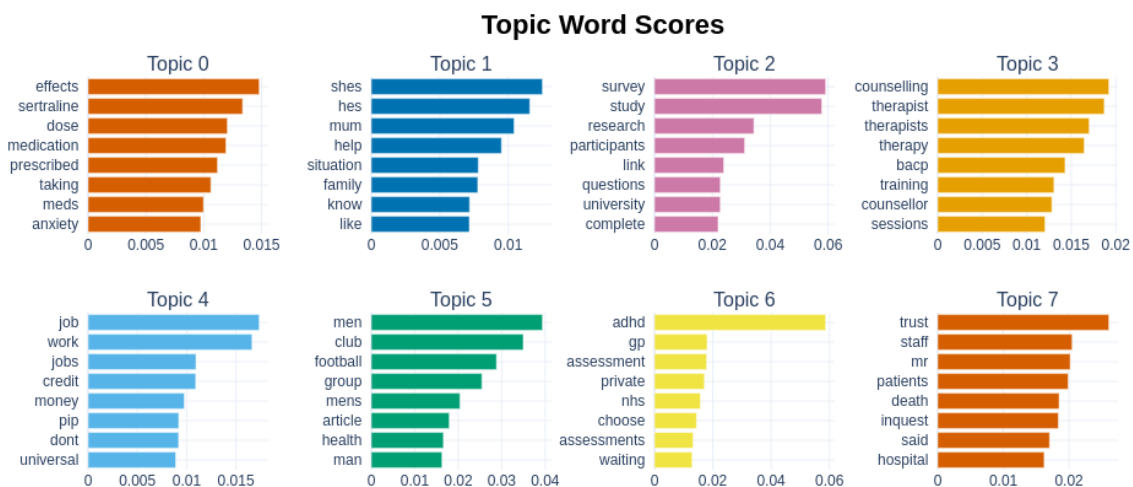 Topic Word Scores
Topic 0
effects
sertraline
dose
medication
prescribed
taking
meds
anxiety
0 0.005 0.01 0.015
Topic 1
shes
hes
mum
help
situation
family
know
like
0 0.005 0.01
Topic 2
survey
study
research
participants
link
questions
university
complete
0 0.02 0.04 0.06
Topic 3
counselling
therapist
therapists
therapy
bacp
training
counsellor
sessions
0 0.005 0.01 0.015 0.02
Topic 4
job
work
jobs
credit
money
pip
dont
universal
0 0.005 0.01 0.015
Topic 5
men
club
football
group
mens
article
health
man
0 0.01 0.02 0.03 0.04
Topic 6
adhd
gp
assessment
private
nhs
choose
assessments
waiting
0 0.02 0.04 0.06
Topic 7
trust
staff
mr
patients
death
inquest
said
hospital
0 0.01 0.02